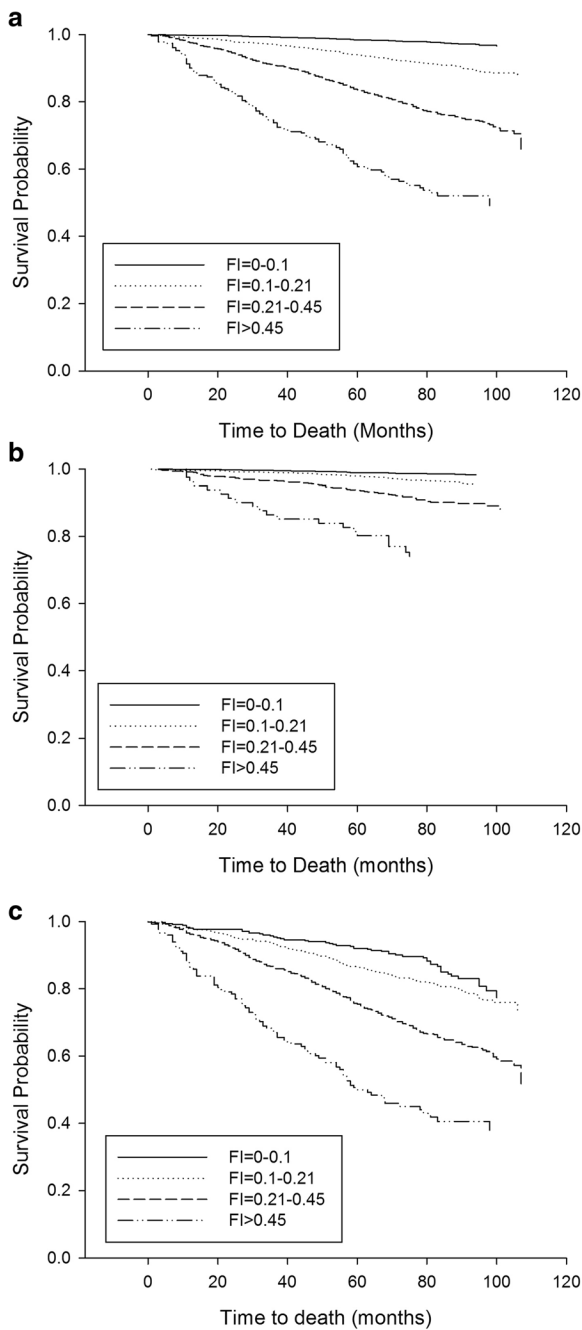 a
1.0
0.8
0.6
0.4
0.2
0.0
Survival Probability
FI=0-0.1
FI=0.1-0.21
FI=0.21-0.45
FI>0.45
0 20 40 60 80 100 120
Time to Death (Months)
b
1.0
0.8
0.6
0.4
0.2
0.0
Survival Probability
FI=0-0.1
FI=0.1-0.21
FI=0.21-0.45
FI>0.45
0 20 40 60 80 100 120
Time to Death (months)
c
1.0
0.8
0.6
0.4
0.2
0.0
Survival Probability
FI=0-0.1
FI=0.1-0.21
FI=0.21-0.45
FI>0.45
0 20 40 60 80 100 120
Time to death (months)